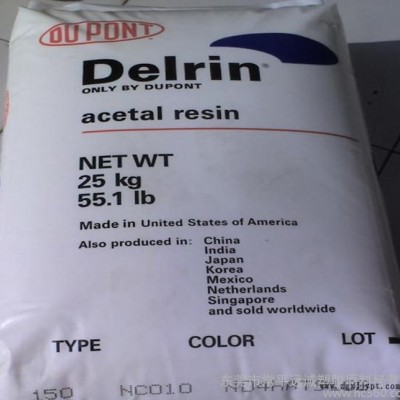 DU PONT
Delrin®
ONLY BY DUPONT
acetal resin
NET WT
25 kg
55.1 lb
Made in United States of America
Also produced in: China
India
Japan
Korea
Mexico
Netherlands
Singapore
and sold worldwide
TYPE COLOR LOT
150 NC010